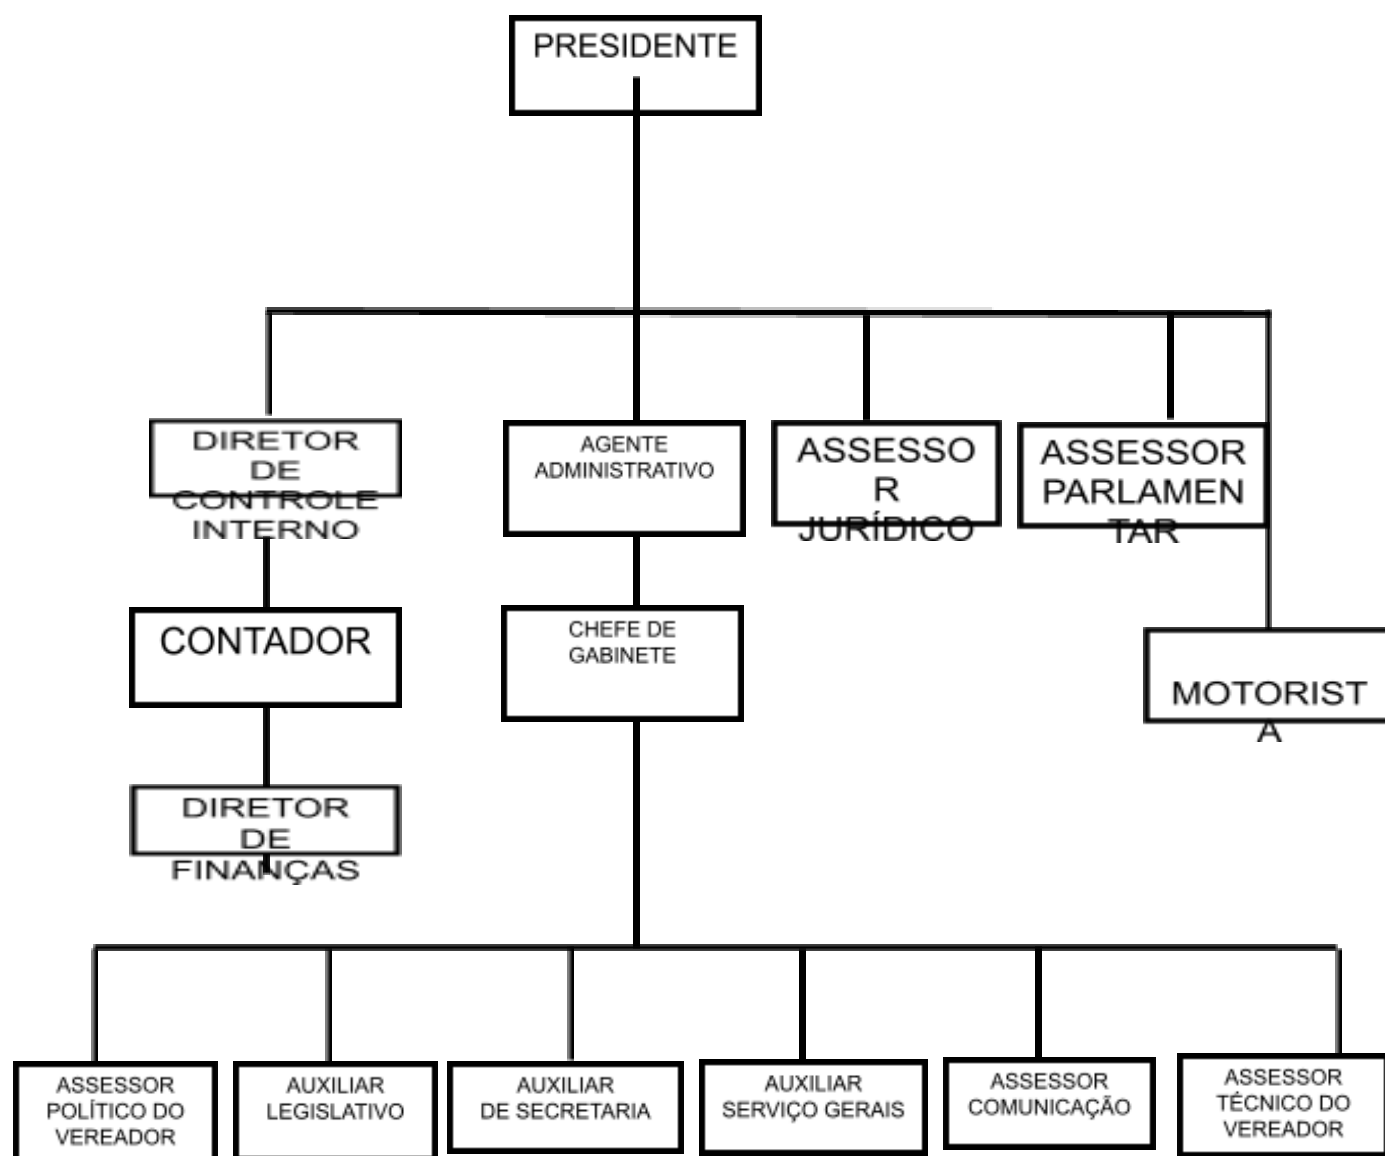 PRESIDENTE
DIRETOR
DE
CONTROLE
INTERNO
AGENTE
ADMINISTRATIVO
ASSESSO
R
JURÍDICO
ASSESSOR
PARLAMEN
TAR
CONTADOR
CHEFE DE
GABINETE
MOTORIST
A
DIRETOR
DE
FINANÇAS
ASSESSOR
POLÍTICO DO
VEREADOR
AUXILIAR
LEGISLATIVO
AUXILIAR
DE SECRETARIA
AUXILIAR
SERVIÇO GERAIS
ASSESSOR
COMUNICAÇÃO
ASSESSOR
TÉCNICO DO
VEREADOR